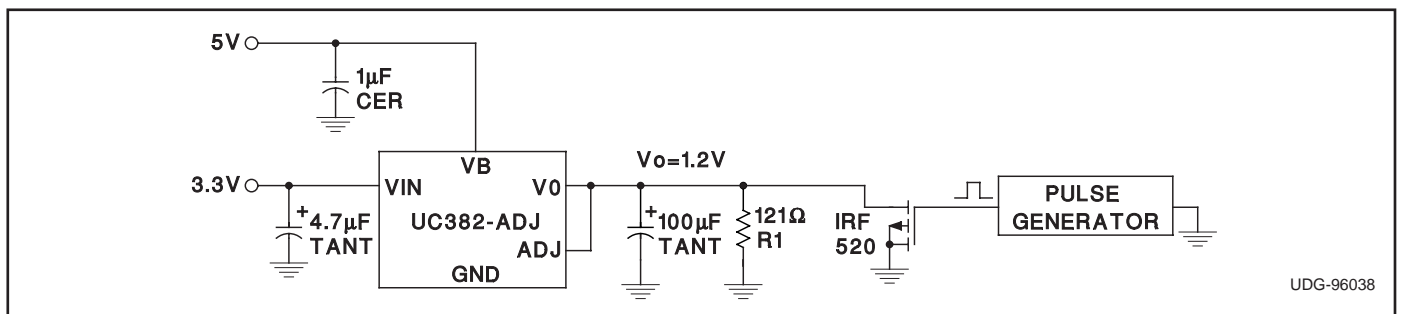 5V
1µF
CER
VB
Vo=1.2V
3.3V
VIN
V0
PULSE
GENERATOR
+
4.7µF
TANT
UC382-ADJ
+
100µF
TANT
121Ω
R1
IRF
520
ADJ
GND
UDG-96038